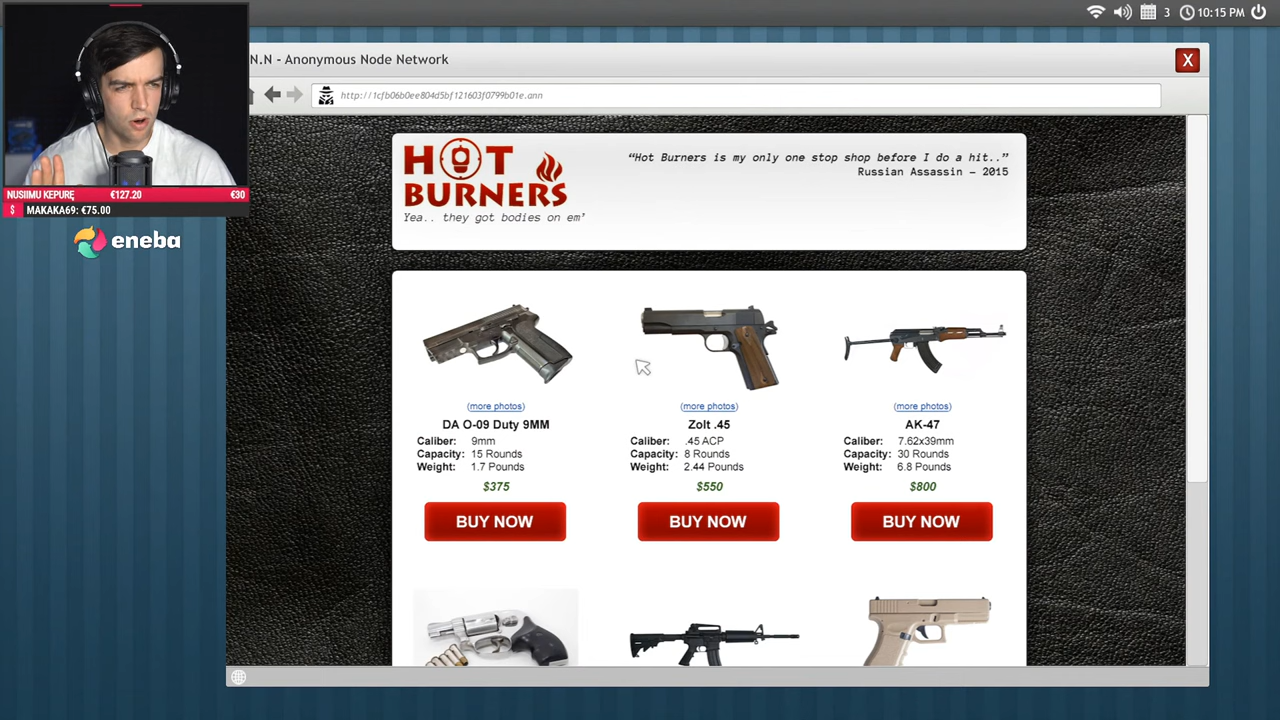 3
10:15 PM
N.N - Anonymous Node Network
X
http://1cfb06b0ee804d5bf121603f0799b01e.ann
NUSIIMU KEPURĘ €127.20 €30
$ MAKAKA69: €75.00
eneba
HOT
BURNERS
Yea.. they got bodies on em'
“Hot Burners is my only one stop shop before I do a hit..”
Russian Assassin – 2015
(more photos)
DA O-09 Duty 9MM
Caliber: 9mm
Capacity: 15 Rounds
Weight: 1.7 Pounds
$375
BUY NOW
(more photos)
Zolt .45
Caliber: .45 ACP
Capacity: 8 Rounds
Weight: 2.44 Pounds
$550
BUY NOW
(more photos)
AK-47
Caliber: 7.62x39mm
Capacity: 30 Rounds
Weight: 6.8 Pounds
$800
BUY NOW